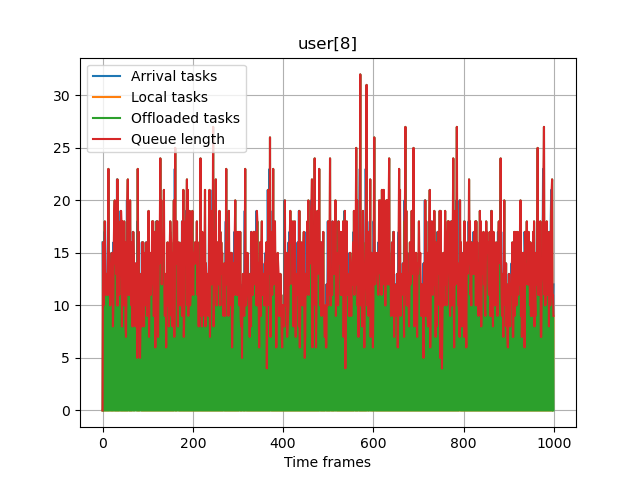 user[8]
Arrival tasks
Local tasks
Offloaded tasks
Queue length
30
25
20
15
10
5
0
0 200 400 600 800 1000
Time frames